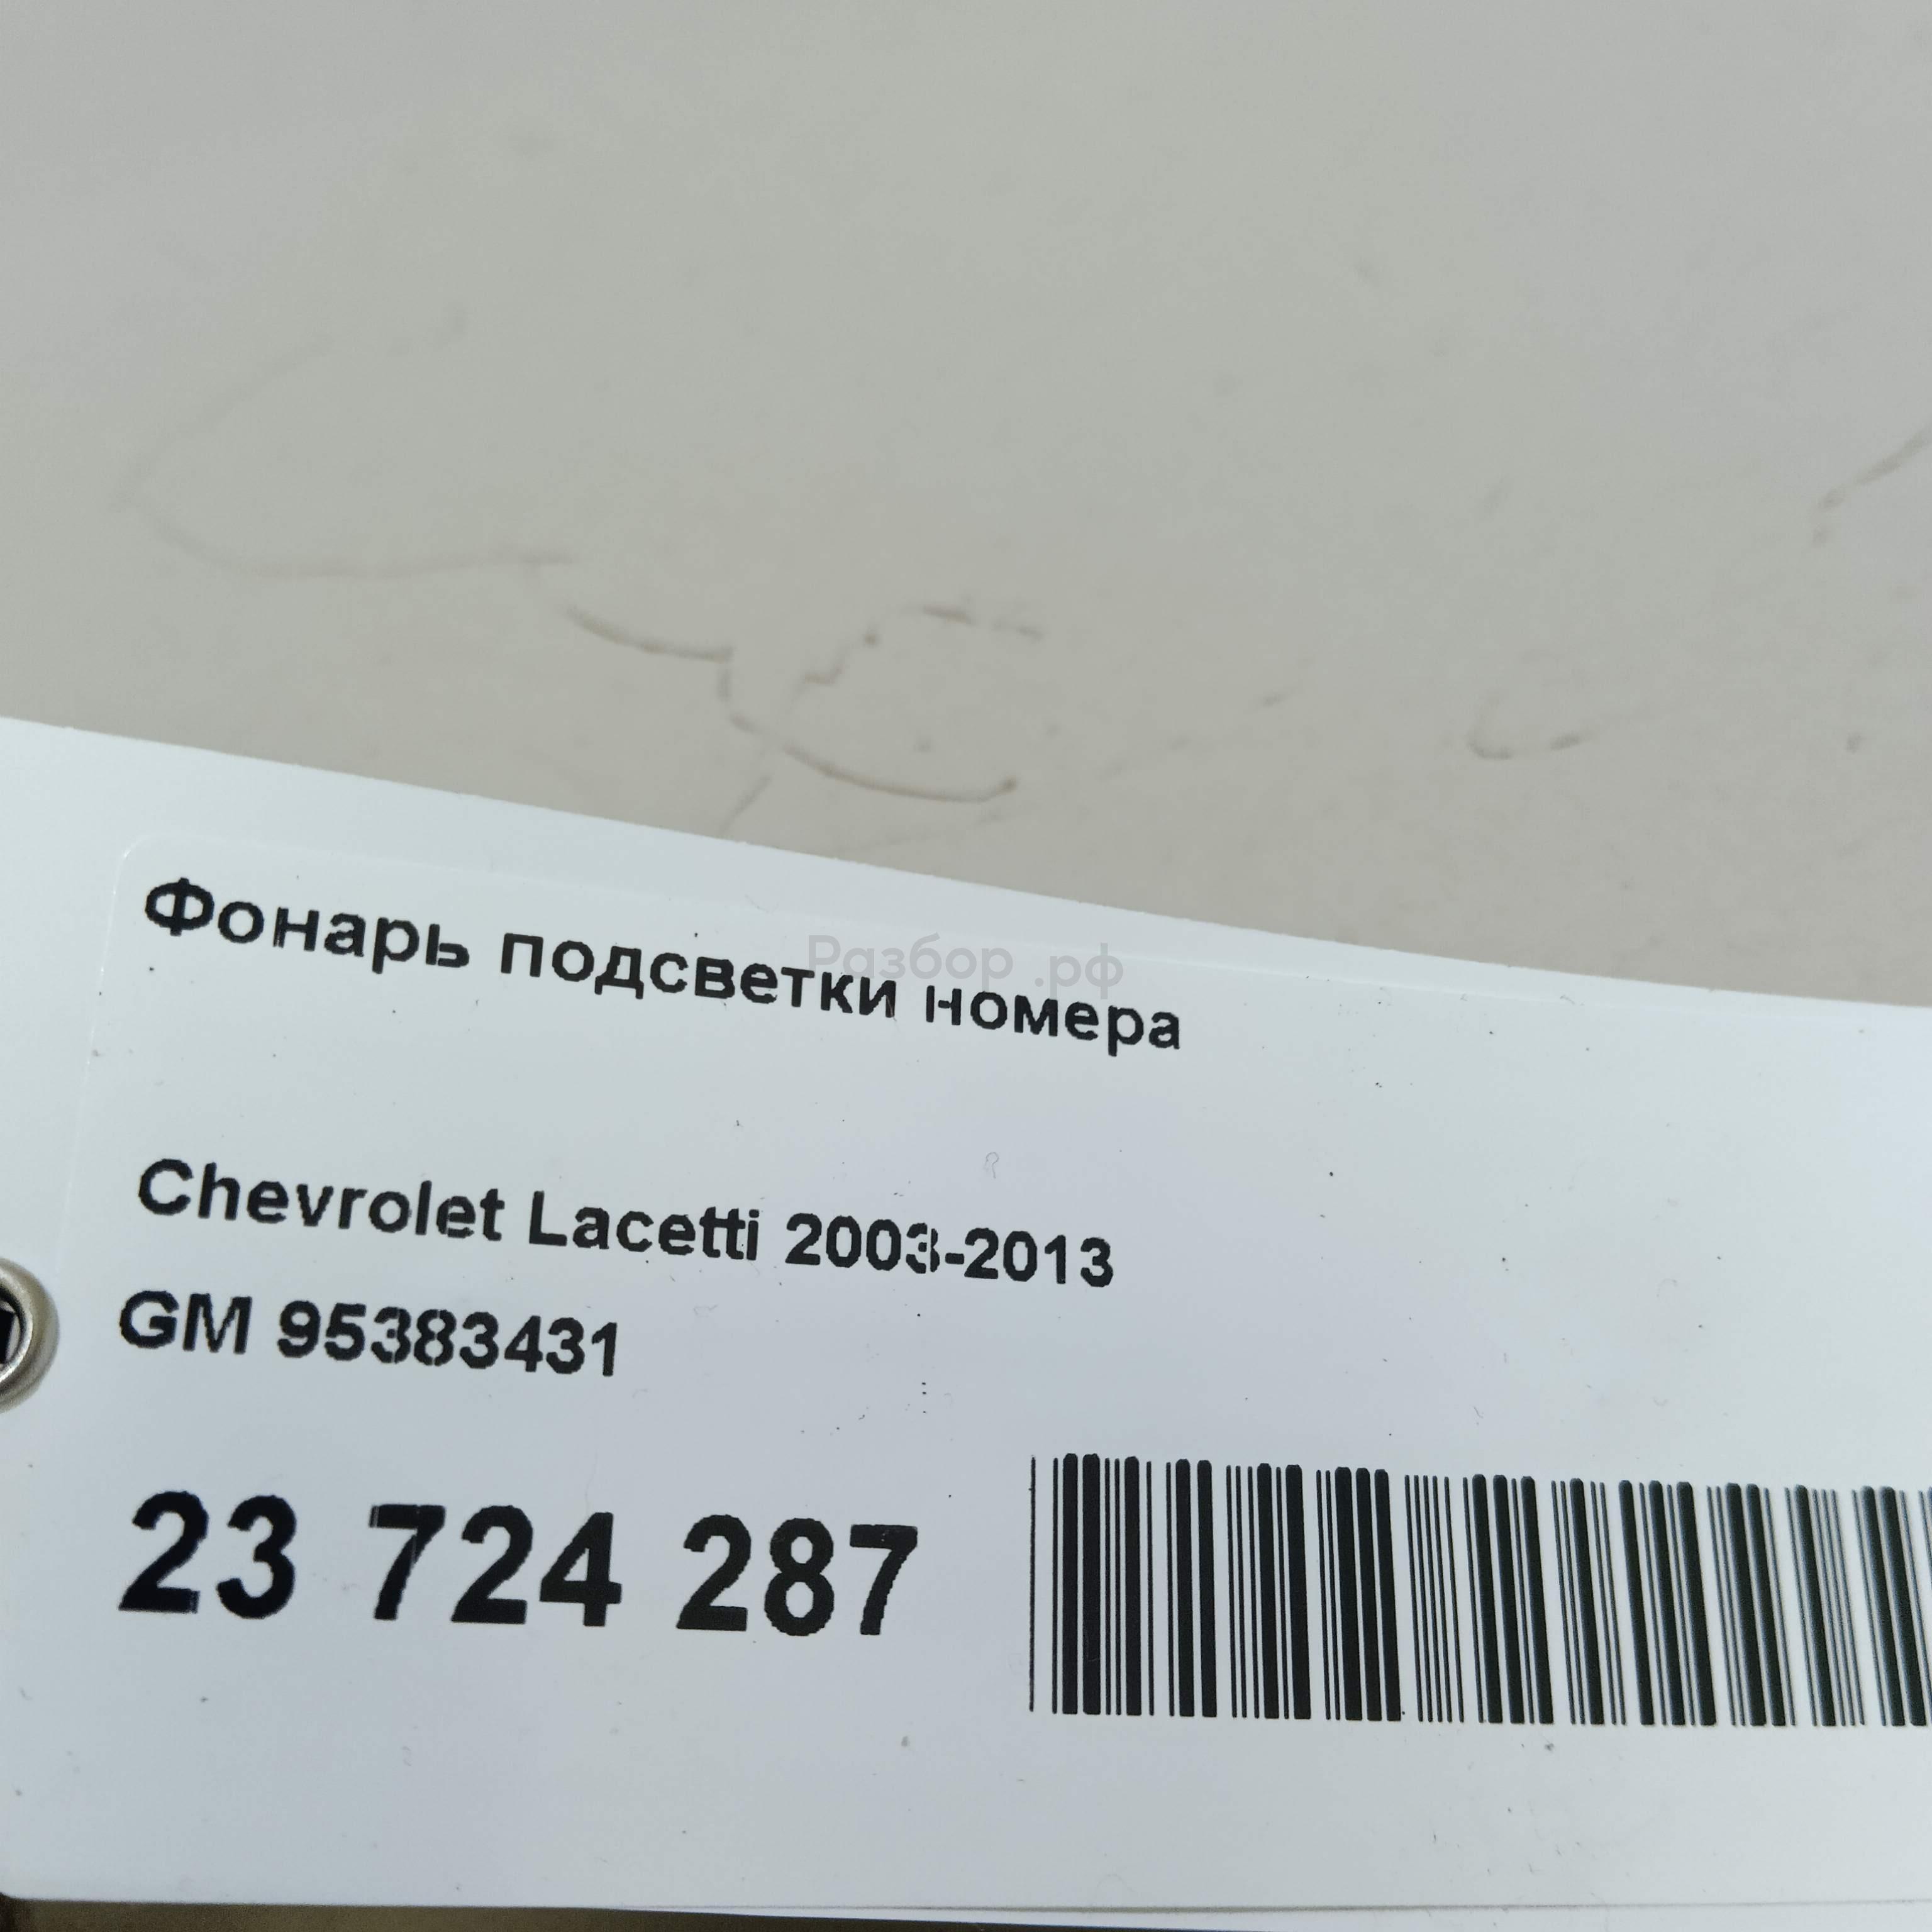 Фонарь подсветки номера
Разбор.рф
Chevrolet Lacetti 2003-2013
GM 95383431
23 724 287